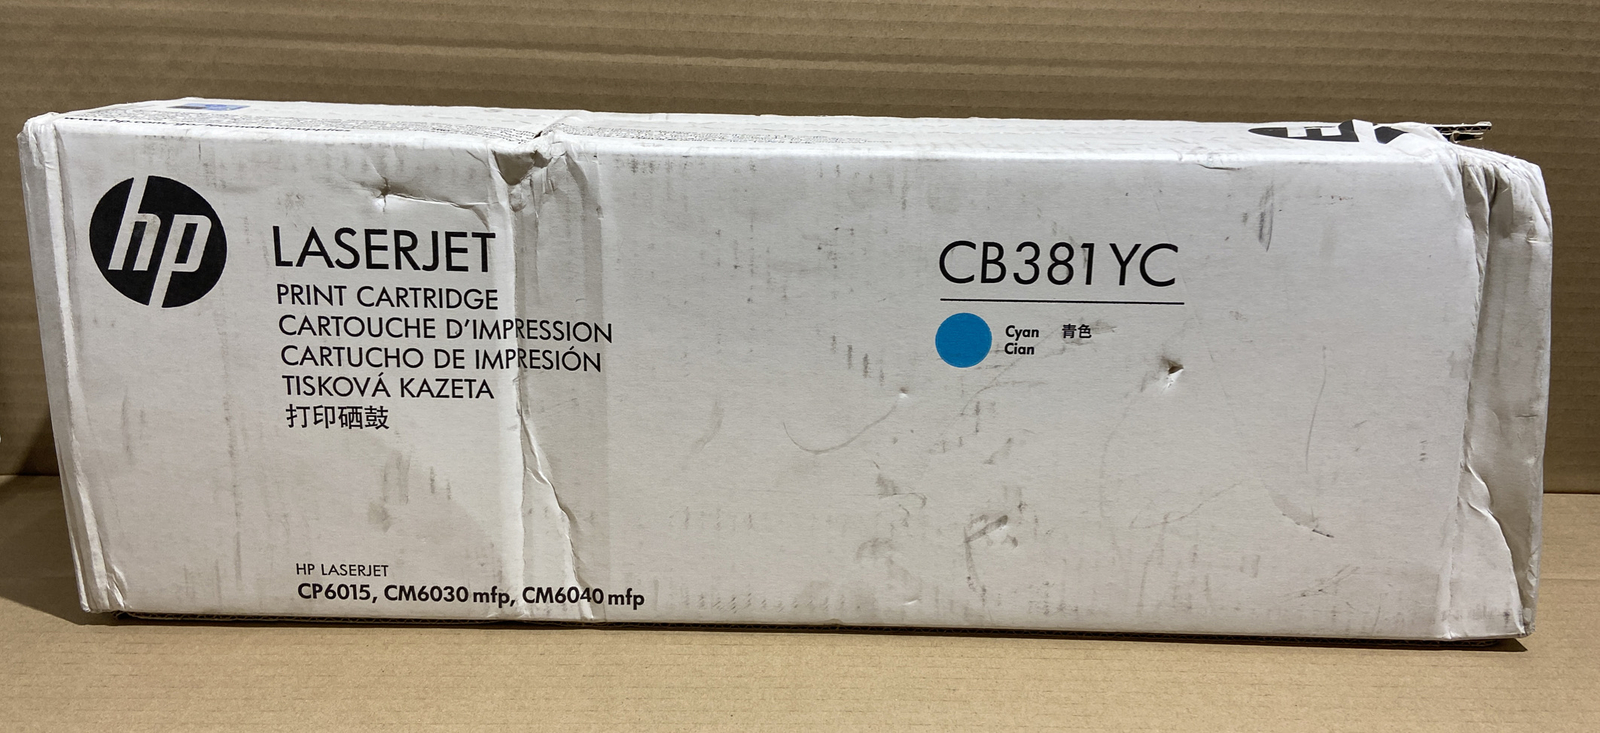 hp
LASERJET
PRINT CARTRIDGE
CARTOUCHE D'IMPRESSION
CARTUCHO DE IMPRESIÓN
TISKOVÁ KAZETA
打印硒鼓
CB381YC
Cyan 青色
Cian
HP LASERJET
CP6015, CM6030 mfp, CM6040 mfp